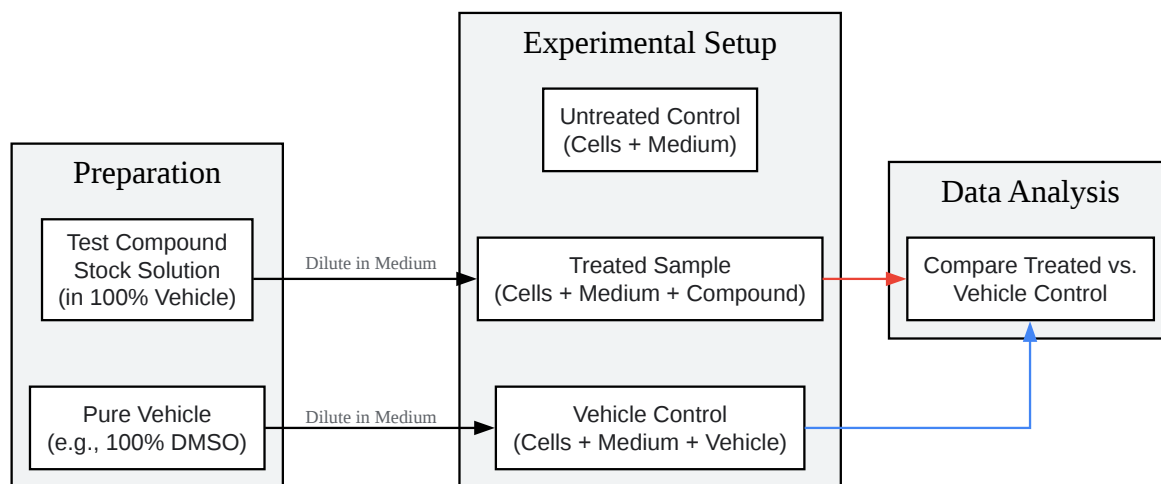 Preparation
Test Compound
Stock Solution
(in 100% Vehicle)
Pure Vehicle
(e.g., 100% DMSO)
Dilute in Medium
Dilute in Medium
Experimental Setup
Untreated Control
(Cells + Medium)
Treated Sample
(Cells + Medium + Compound)
Vehicle Control
(Cells + Medium + Vehicle)
Data Analysis
Compare Treated vs.
Vehicle Control